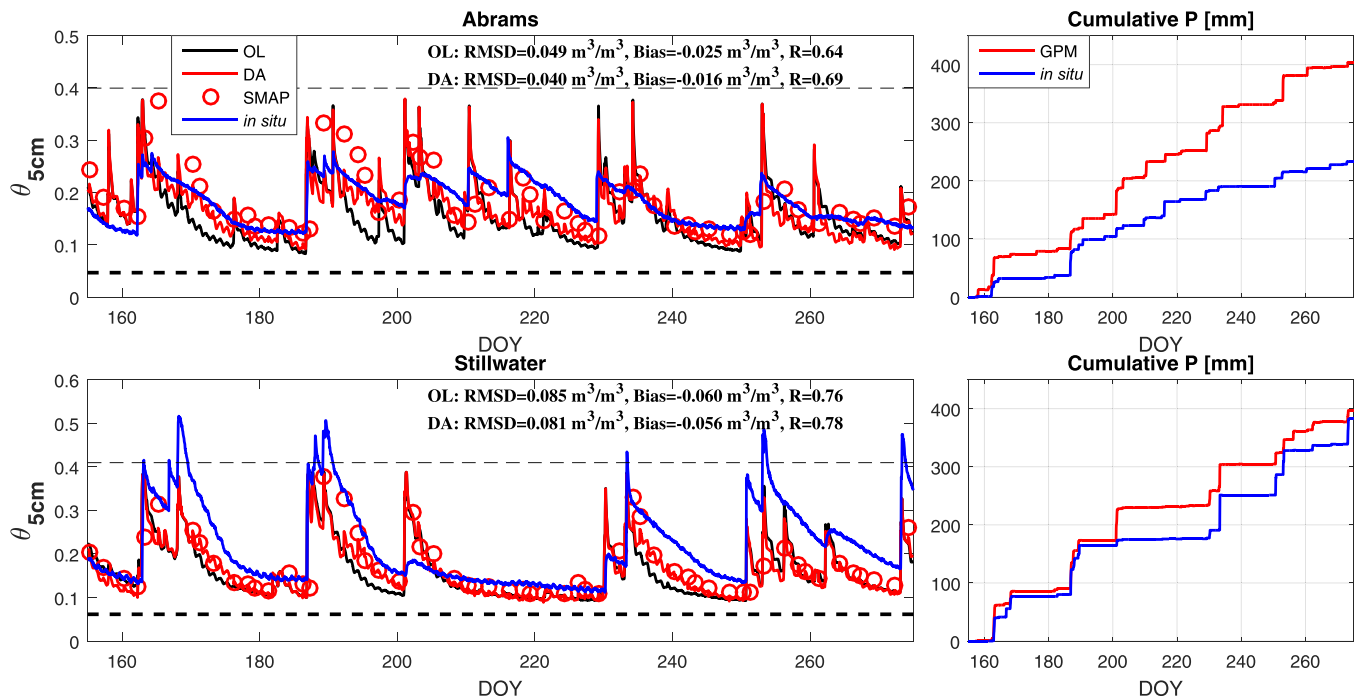 Abrams
OL: RMSD=0.049 m³/m³, Bias=-0.025 m³/m³, R=0.64
DA: RMSD=0.040 m³/m³, Bias=-0.016 m³/m³, R=0.69
OL
DA
SMAP
in situ
0.5
0.4
0.3
0.2
0.1
0
θ5cm
160 180 200 220 240 260
DOY
Cumulative P [mm]
GPM
in situ
400
300
200
100
0
160 180 200 220 240 260
DOY
Stillwater
OL: RMSD=0.085 m³/m³, Bias=-0.060 m³/m³, R=0.76
DA: RMSD=0.081 m³/m³, Bias=-0.056 m³/m³, R=0.78
0.6
0.5
0.4
0.3
0.2
0.1
0
θ5cm
160 180 200 220 240 260
DOY
Cumulative P [mm]
400
300
200
100
0
160 180 200 220 240 260
DOY